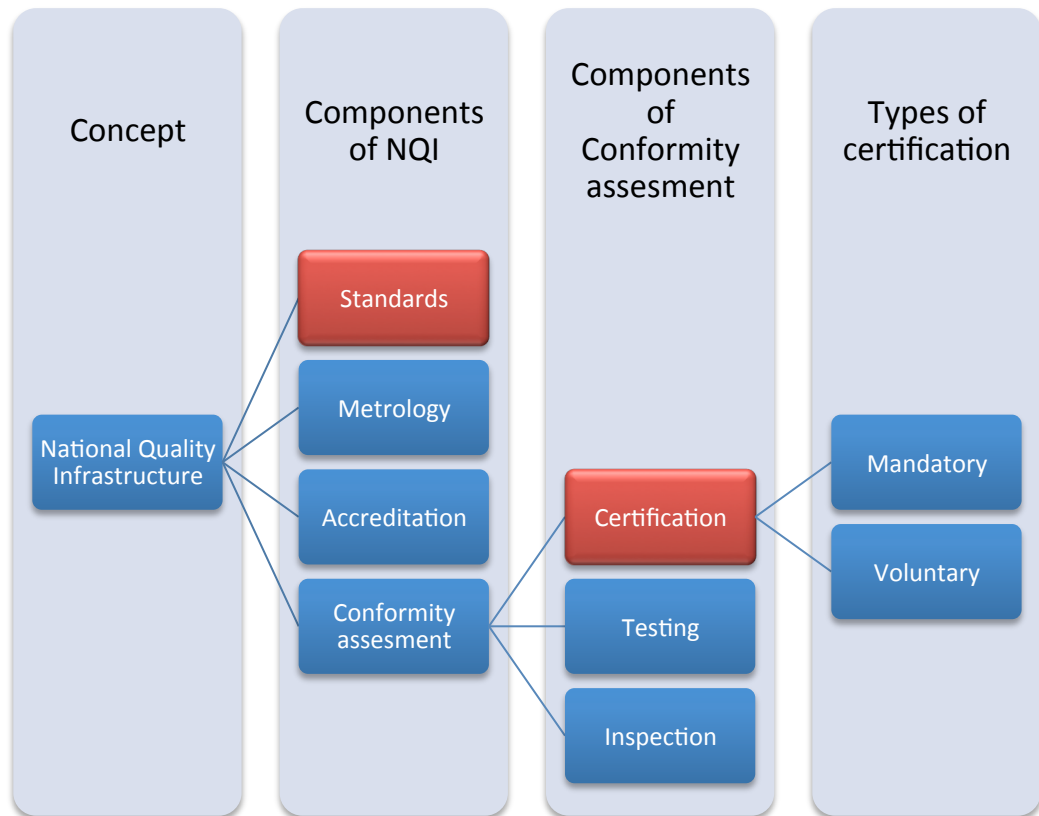 Concept
Components
of NQI
Components
of
Conformity
assesment
Types of
certification
National Quality
Infrastructure
Standards
Metrology
Accreditation
Conformity
assesment
Certification
Testing
Inspection
Mandatory
Voluntary